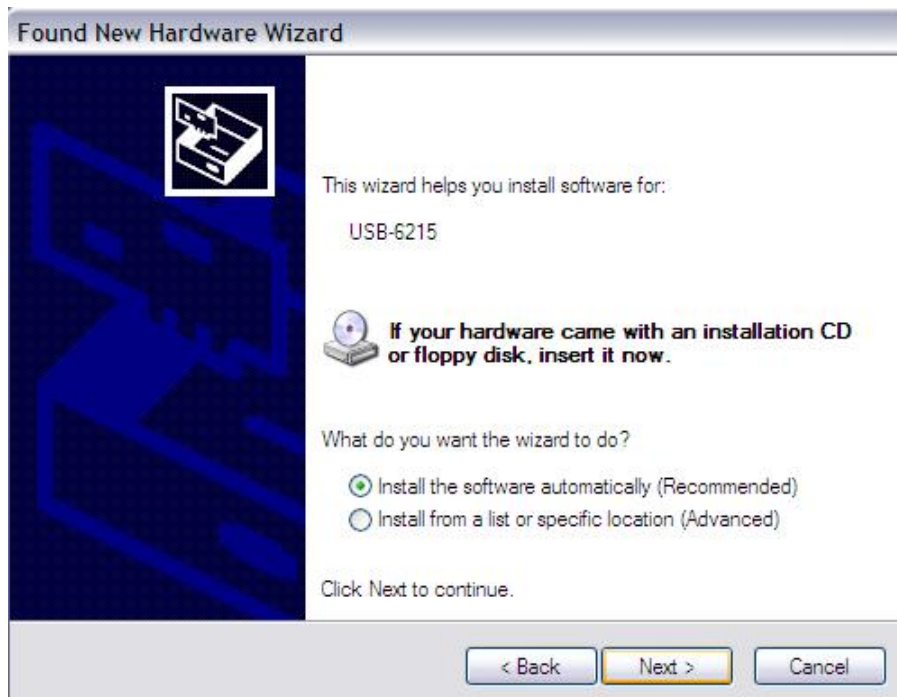 Found New Hardware Wizard
This wizard helps you install software for:
USB-6215
If your hardware came with an installation CD
or floppy disk, insert it now.
What do you want the wizard to do?
Install the software automatically (Recommended)
Install from a list or specific location (Advanced)
Click Next to continue.
< Back Next > Cancel